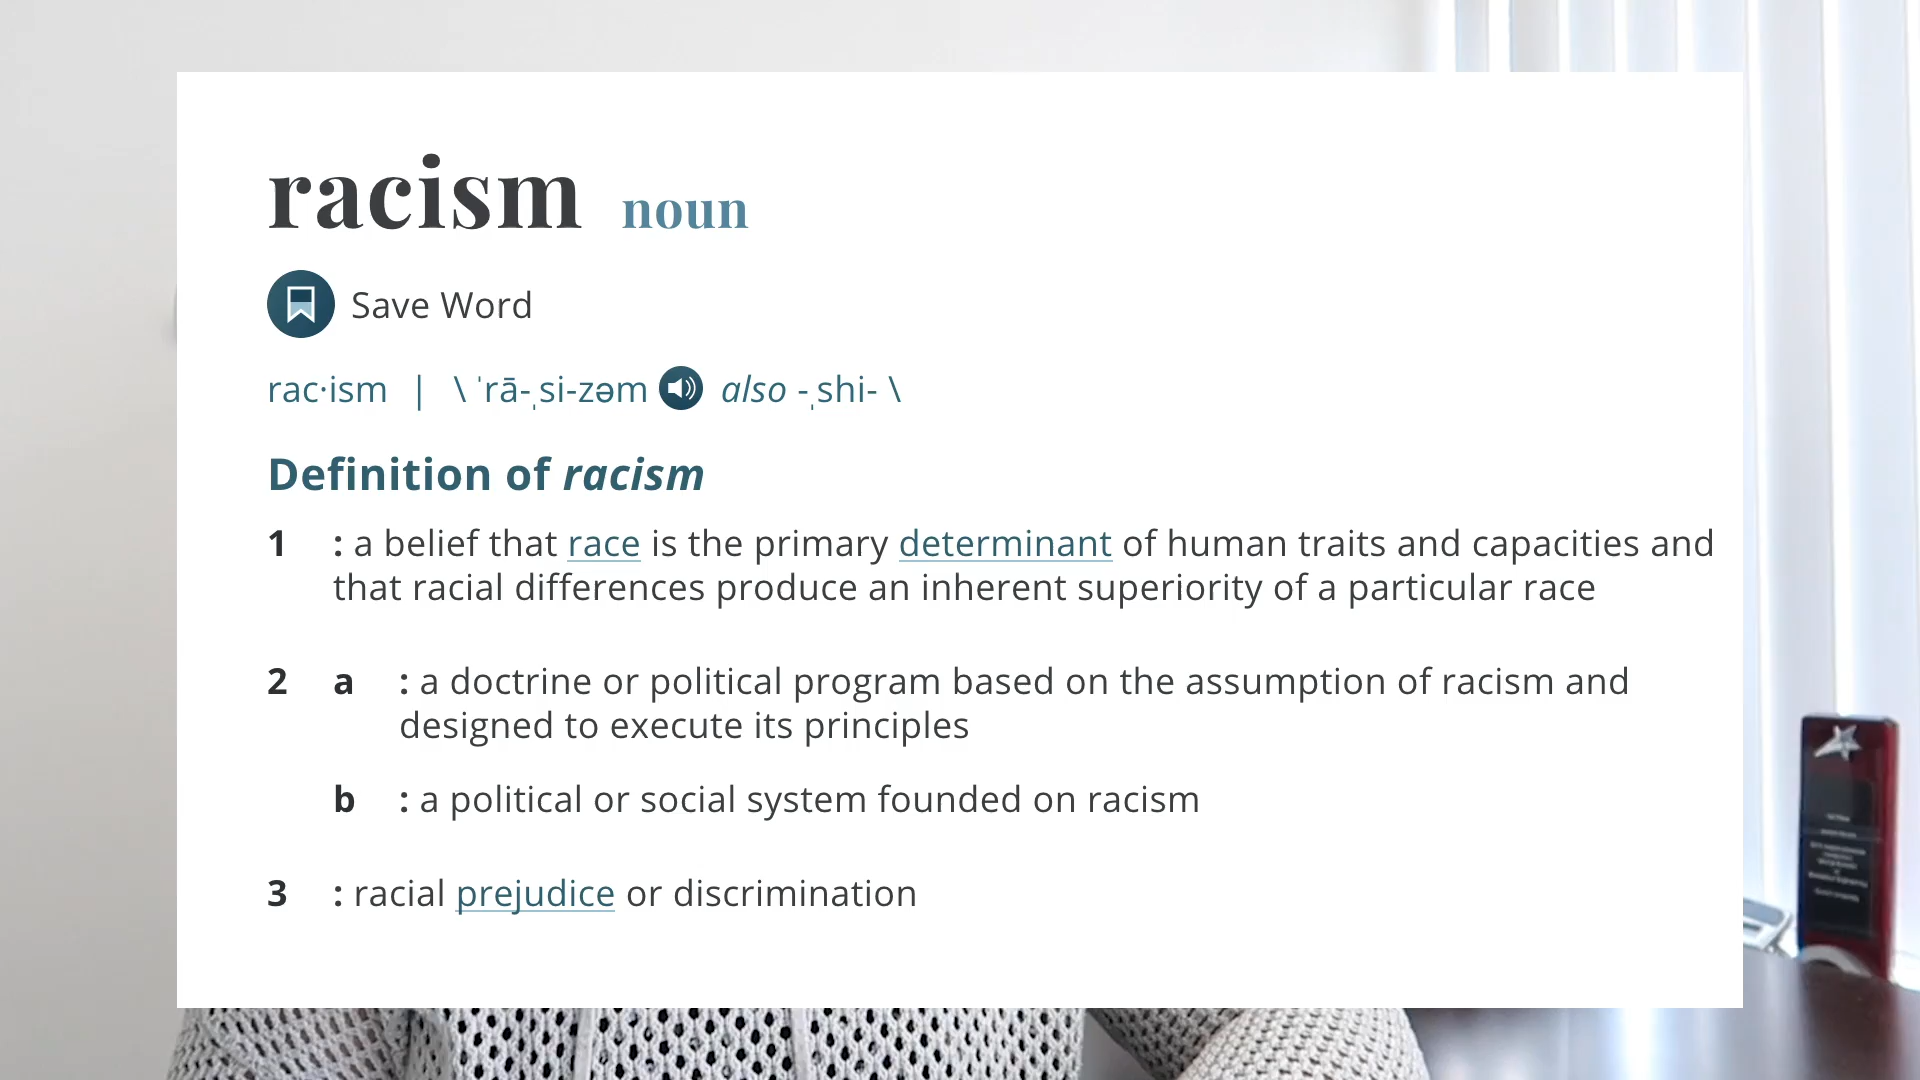 racism noun
Save Word
rac·ism | \ ˈrā-ˌsi-zəm also -ˌshi- \
Definition of racism
1 : a belief that race is the primary determinant of human traits and capacities and
that racial differences produce an inherent superiority of a particular race
2 a : a doctrine or political program based on the assumption of racism and
designed to execute its principles
b : a political or social system founded on racism
3 : racial prejudice or discrimination